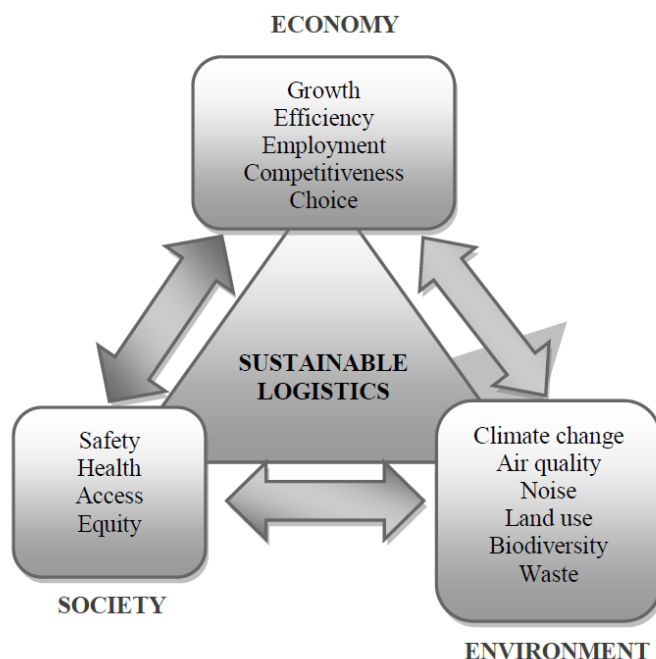 ECONOMY
Growth
Efficiency
Employment
Competitiveness
Choice
SUSTAINABLE
LOGISTICS
Safety
Health
Access
Equity
SOCIETY
Climate change
Air quality
Noise
Land use
Biodiversity
Waste
ENVIRONMENT